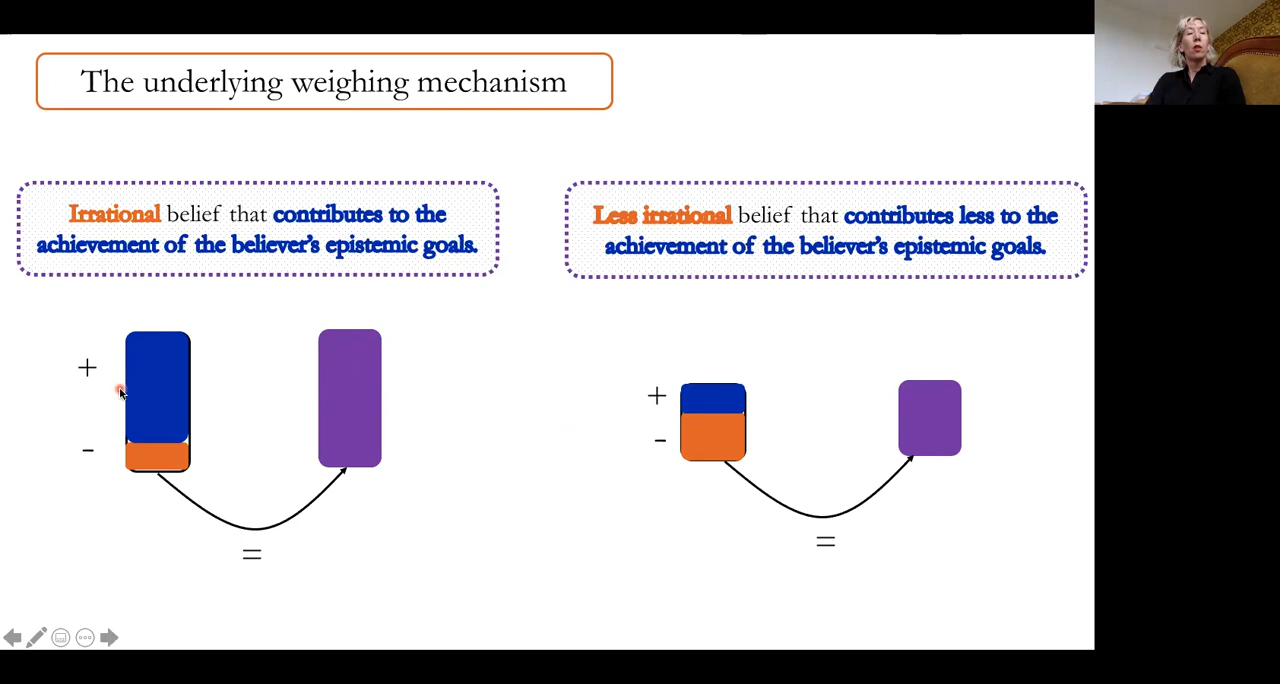 The underlying weighing mechanism
Irrational belief that contributes to the
achievement of the believer's epistemic goals.
Less irrational belief that contributes less to the
achievement of the believer's epistemic goals.
+
-
=
+
-
=